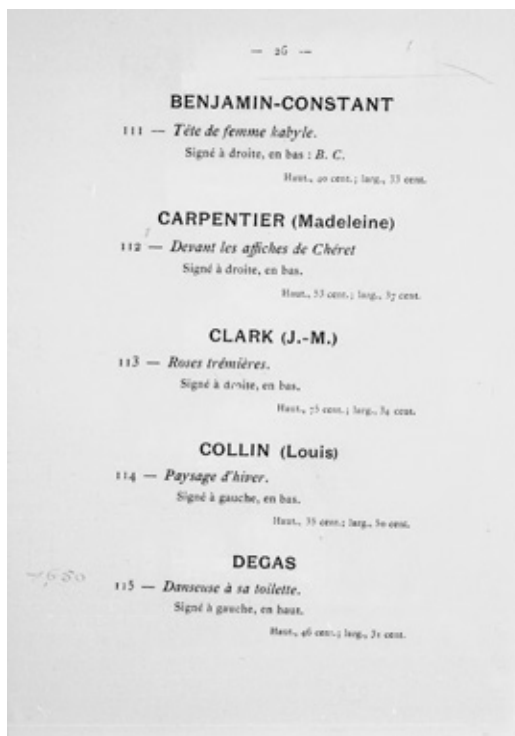 — 26 —
BENJAMIN-CONSTANT
111 — Tête de femme kabyle.
Signé à droite, en bas : B. C.
Haut., 40 cent.; larg., 33 cent.
CARPENTIER (Madeleine)
112 — Devant les affiches de Chéret
Signé à droite, en bas.
Haut., 53 cent.; larg., 37 cent.
CLARK (J.-M.)
113 — Roses trémières.
Signé à droite, en bas.
Haut., 75 cent.; larg., 54 cent.
COLLIN (Louis)
114 — Paysage d'hiver.
Signé à gauche, en bas.
Haut., 35 cent.; larg., 50 cent.
DEGAS
115 — Danseuse à sa toilette.
Signé à gauche, en haut.
Haut., 46 cent.; larg., 31 cent.